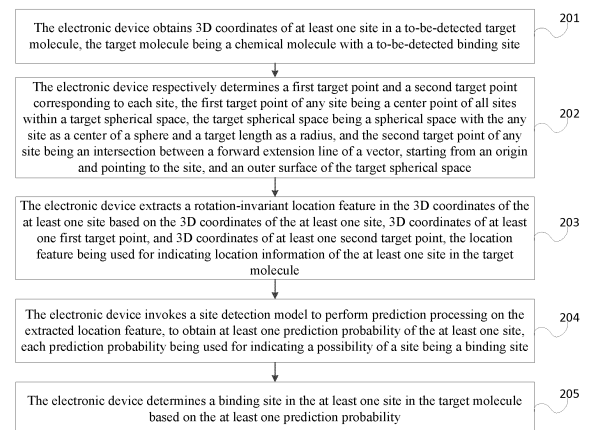 The electronic device obtains 3D coordinates of at least one site in a to-be-detected target
molecule, the target molecule being a chemical molecule with a to-be-detected binding site
201
The electronic device respectively determines a first target point and a second target point
corresponding to each site, the first target point of any site being a center point of all sites
within a target spherical space, the target spherical space being a spherical space with the any
site as a center of a sphere and a target length as a radius, and the second target point of any
site being an intersection between a forward extension line of a vector, starting from an origin
and pointing to the site, and an outer surface of the target spherical space
202
The electronic device extracts a rotation-invariant location feature in the 3D coordinates of the
at least one site based on the 3D coordinates of the at least one site, 3D coordinates of at least
one first target point, and 3D coordinates of at least one second target point, the location
feature being used for indicating location information of the at least one site in the target
molecule
203
The electronic device invokes a site detection model to perform prediction processing on the
extracted location feature, to obtain at least one prediction probability of the at least one site,
each prediction probability being used for indicating a possibility of a site being a binding site
204
The electronic device determines a binding site in the at least one site in the target molecule
based on the at least one prediction probability
205